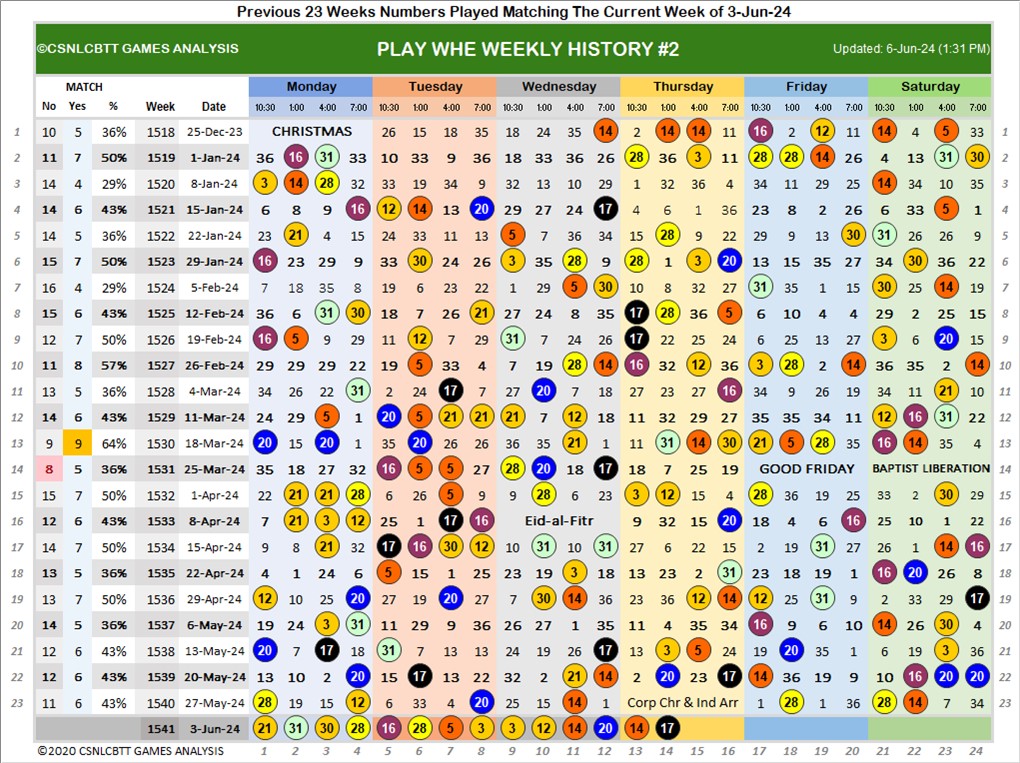 Previous 23 Weeks Numbers Played Matching The Current Week of 3-Jun-24
©CSNLCBTT GAMES ANALYSIS PLAY WHE WEEKLY HISTORY #2 Updated: 6-Jun-24 (1:31 PM)
MATCH Monday Tuesday Wednesday Thursday Friday Saturday
No Yes % Week Date 10:30 1:00 4:00 7:00 10:30 1:00 4:00 7:00 10:30 1:00 4:00 7:00 10:30 1:00 4:00 7:00 10:30 1:00 4:00 7:00 10:30 1:00 4:00 7:00
1 10 5 36% 1518 25-Dec-23 CHRISTMAS 26 15 18 35 18 24 35 14 2 14 14 11 16 2 12 11 14 4 5 33 1
2 11 7 50% 1519 1-Jan-24 36 16 31 33 10 33 9 36 18 33 36 26 28 36 3 11 28 28 14 26 4 13 31 30 2
3 14 4 29% 1520 8-Jan-24 3 14 28 32 33 19 34 9 32 13 10 29 1 32 36 4 34 11 29 25 14 34 10 35 3
4 14 6 43% 1521 15-Jan-24 6 8 9 16 12 14 13 20 29 27 24 17 4 6 1 36 23 8 2 26 6 33 5 1 4
5 14 5 36% 1522 22-Jan-24 23 21 4 15 24 33 11 13 5 7 36 34 15 28 9 22 29 9 13 30 31 26 26 9 5
6 15 7 50% 1523 29-Jan-24 16 23 29 9 33 30 24 26 3 35 28 9 28 1 3 20 13 15 35 27 34 30 36 22 6
7 16 4 29% 1524 5-Feb-24 7 18 35 8 19 6 23 22 1 29 5 30 10 8 32 27 31 35 1 15 30 25 14 19 7
8 15 6 43% 1525 12-Feb-24 36 6 31 30 18 7 26 21 27 24 8 35 17 28 36 5 6 10 4 4 29 2 25 15 8
9 12 7 50% 1526 19-Feb-24 16 5 9 29 11 12 7 29 31 9 7 24 17 22 25 24 6 25 13 27 3 6 20 15 9
10 11 8 57% 1527 26-Feb-24 29 29 29 22 19 5 33 4 7 19 28 14 16 32 12 36 3 28 2 14 36 35 2 14 10
11 13 5 36% 1528 4-Mar-24 36 24 22 31 2 24 17 7 27 20 7 18 27 23 27 16 34 9 26 19 34 11 21 10 11
12 14 6 43% 1529 11-Mar-24 24 29 5 1 20 5 21 21 21 7 12 18 11 32 29 27 35 35 34 11 12 16 31 22 12
13 9 9 64% 1530 18-Mar-24 20 15 20 3 35 20 26 26 36 35 21 1 11 31 14 30 21 5 28 35 16 14 35 4 13
14 8 5 36% 1531 25-Mar-24 35 18 27 32 16 5 5 27 28 20 18 17 18 7 25 19 GOOD FRIDAY BAPTIST LIBERATION 14
15 15 7 50% 1532 1-Apr-24 22 21 21 28 6 26 5 9 9 28 6 23 3 12 15 4 28 36 19 25 33 2 30 29 15
16 12 6 43% 1533 8-Apr-24 7 21 3 12 25 1 17 16 Eid-al-Fitr 9 32 15 20 18 4 6 16 25 10 1 22 16
17 14 7 50% 1534 15-Apr-24 9 8 21 32 17 16 30 12 10 31 10 31 27 6 22 15 2 19 31 27 26 1 14 16 17
18 13 5 36% 1535 22-Apr-24 4 1 24 6 5 15 1 25 23 19 3 18 13 23 2 31 23 18 19 1 16 20 26 8 18
19 13 7 50% 1536 29-Apr-24 12 10 25 20 27 19 20 27 7 30 14 36 23 36 12 14 12 25 31 9 2 33 29 17 19
20 14 5 36% 1537 6-May-24 19 24 3 31 11 29 9 36 26 27 1 35 11 4 35 34 16 9 6 10 14 26 30 4 20
21 12 6 43% 1538 13-May-24 20 7 17 18 31 7 13 13 24 19 26 17 13 3 5 24 18 20 35 1 6 19 3 36 21
22 12 6 43% 1539 20-May-24 13 10 2 20 15 17 13 22 32 2 21 14 2 20 23 17 14 36 19 9 10 16 20 20 22
23 11 6 43% 1540 27-May-24 28 19 15 12 6 33 4 20 25 15 14 1 Corp Chr & Ind Arr 1 28 1 36 28 14 7 34 23
1541 3-Jun-24 21 31 30 28 16 28 5 3 3 12 14 20 14 17
©2020 CSNLCBTT GAMES ANALYSIS 1 2 3 4 5 6 7 8 9 10 11 12 13 14 15 16 17 18 19 20 21 22 23 24